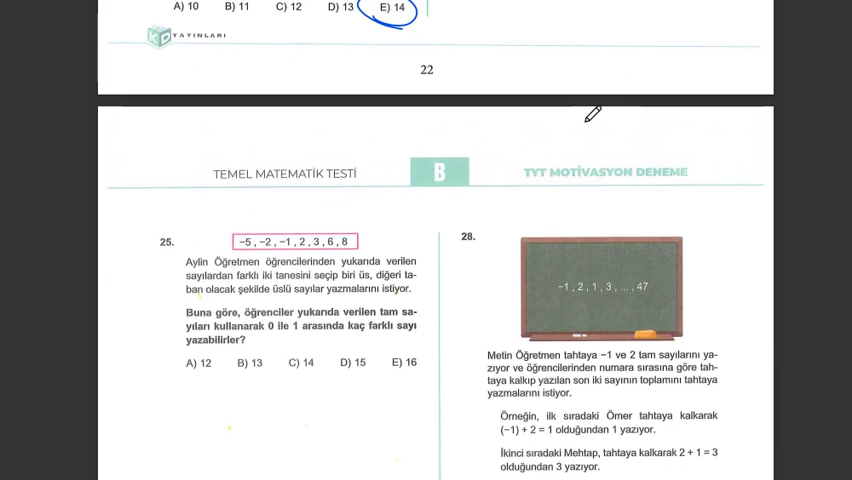 A) 10 B) 11 C) 12 D) 13 E) 14
KD YAYINLARI
22
TEMEL MATEMATİK TESTİ B TYT MOTİVASYON DENEME
25. −5 , −2 , −1 , 2 , 3 , 6 , 8
Aylin Öğretmen öğrencilerinden yukarıda verilen
sayılardan farklı iki tanesini seçip biri üs, diğeri ta-
ban olacak şekilde üslü sayılar yazmalarını istiyor.
Buna göre, öğrenciler yukarıda verilen tam sa-
yıları kullanarak 0 ile 1 arasında kaç farklı sayı
yazabilirler?
A) 12 B) 13 C) 14 D) 15 E) 16
28.
−1 , 2 , 1 , 3 , ... , 47
Metin Öğretmen tahtaya −1 ve 2 tam sayılarını ya-
zıyor ve öğrencilerinden numara sırasına göre tah-
taya kalkıp yazılan son iki sayının toplamını tahtaya
yazmalarını istiyor.
Örneğin, ilk sıradaki Ömer tahtaya kalkarak
(−1) + 2 = 1 olduğundan 1 yazıyor.
İkinci sıradaki Mehtap, tahtaya kalkarak 2 + 1 = 3
olduğundan 3 yazıyor.